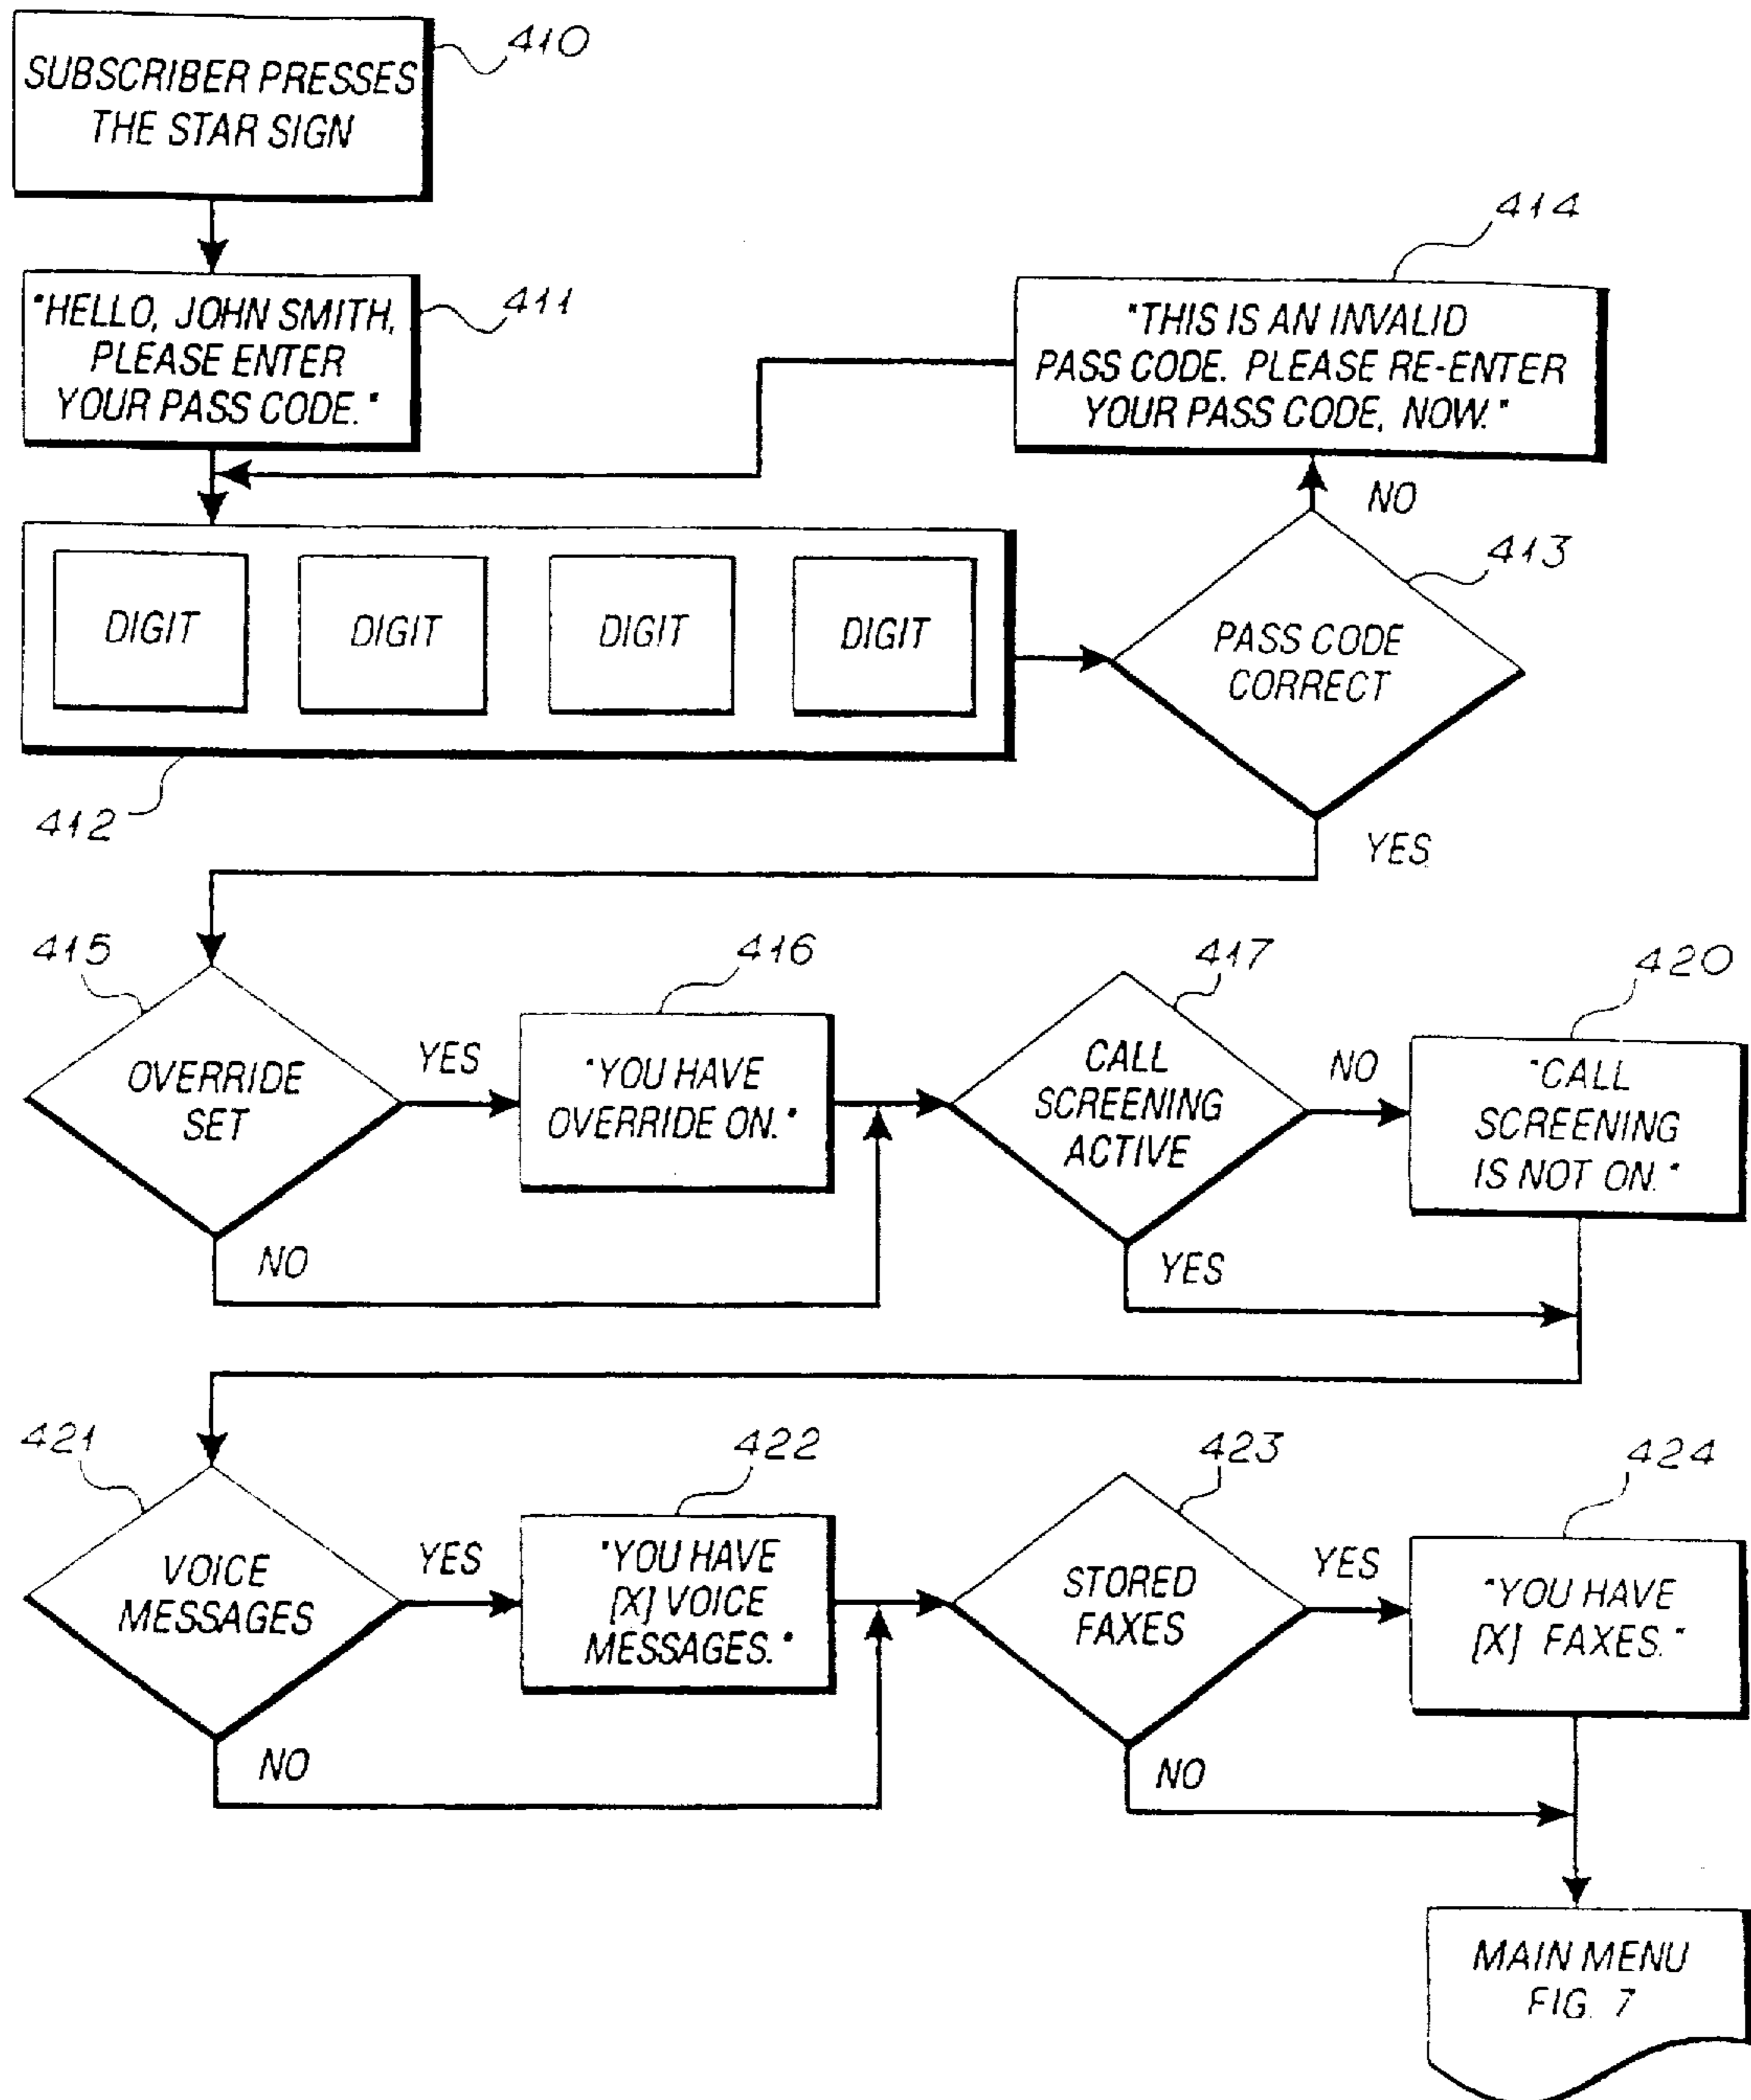 410
SUBSCRIBER PRESSES
THE STAR SIGN
411
"HELLO, JOHN SMITH,
PLEASE ENTER
YOUR PASS CODE."
414
"THIS IS AN INVALID
PASS CODE. PLEASE RE-ENTER
YOUR PASS CODE, NOW."
NO
413
DIGIT DIGIT DIGIT DIGIT
PASS CODE
CORRECT
412
YES
415
OVERRIDE
SET
YES
NO
416
"YOU HAVE
OVERRIDE ON."
417
CALL
SCREENING
ACTIVE
NO
YES
420
"CALL
SCREENING
IS NOT ON."
421
VOICE
MESSAGES
YES
NO
422
"YOU HAVE
[X] VOICE
MESSAGES."
423
STORED
FAXES
YES
NO
424
"YOU HAVE
[X] FAXES."
MAIN MENU
FIG. 7